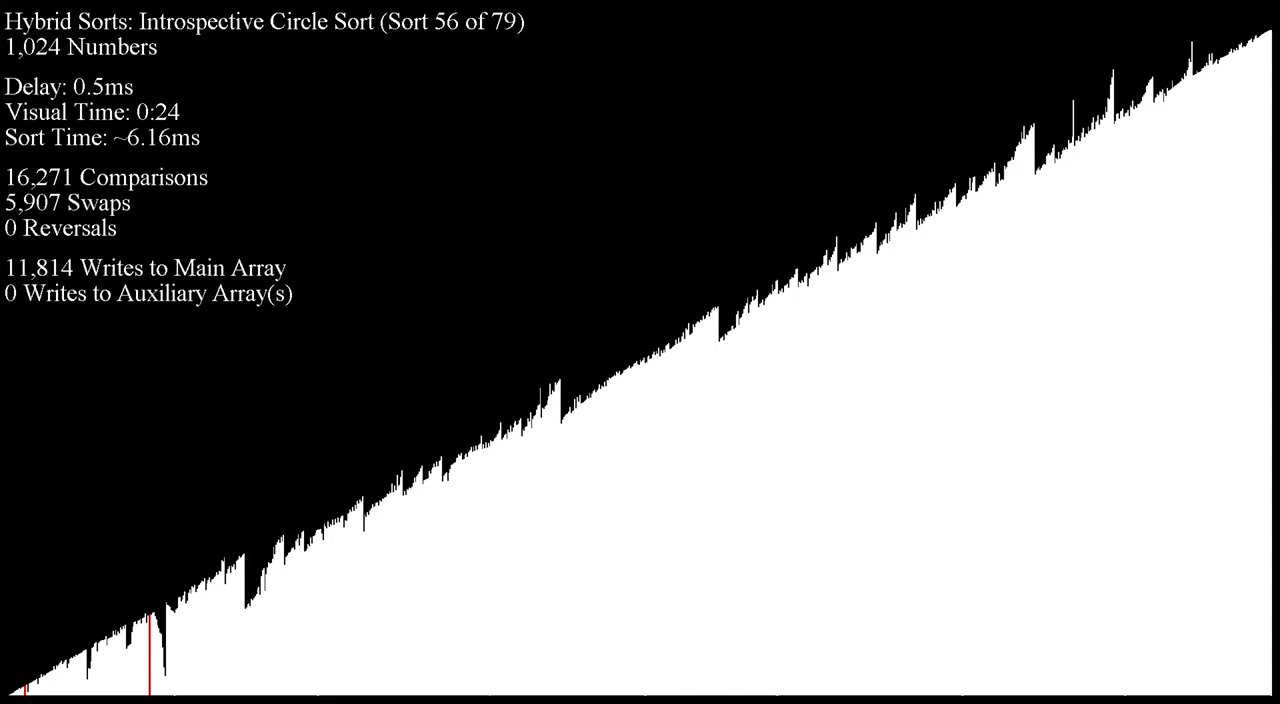 Hybrid Sorts: Introspective Circle Sort (Sort 56 of 79)
1,024 Numbers
Delay: 0.5ms
Visual Time: 0:24
Sort Time: ~6.16ms
16,271 Comparisons
5,907 Swaps
0 Reversals
11,814 Writes to Main Array
0 Writes to Auxiliary Array(s)